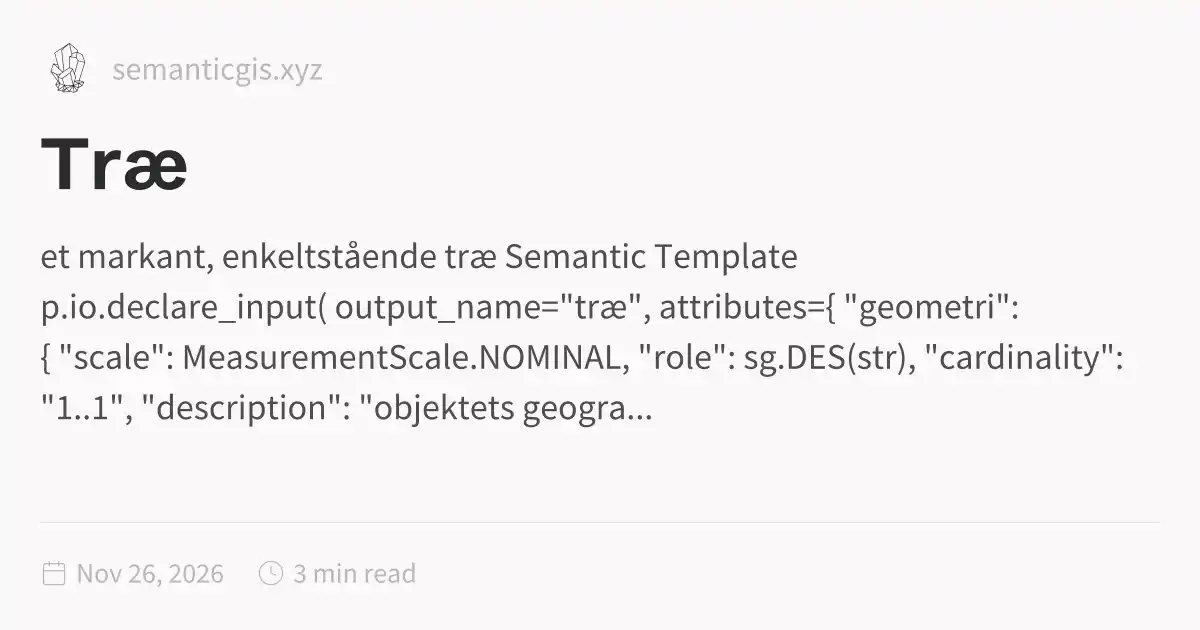 semanticgis.xyz
Træ
et markant, enkeltstående træ Semantic Template
p.io.declare_input( output_name="træ", attributes={ "geometri":
{ "scale": MeasurementScale.NOMINAL, "role": sg.DES(str), "cardinality":
"1..1", "description": "objektets geogra...
Nov 26, 2026 3 min read